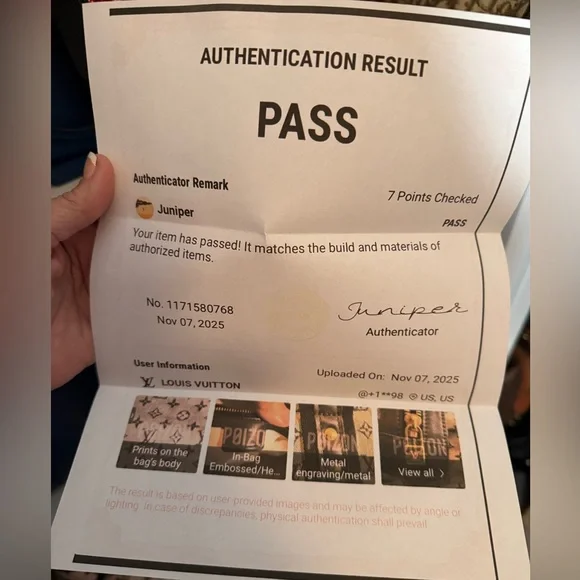 AUTHENTICATION RESULT
PASS
Authenticator Remark
7 Points Checked
Juniper
PASS
Your item has passed! It matches the build and materials of
authorized items.
No. 1171580768
Nov 07, 2025
Juniper
Authenticator
User Information
Uploaded On: Nov 07, 2025
LV LOUIS VUITTON
@+1**98 @ US, US
POIZON
POIZON
POIZON
Prints on the
bag's body
In-Bag
Embossed/He...
Metal
engraving/metal
View all >
The result is based on user provided images and may be affected by angle or
lighting. In case of discrepancies, physical authentication shall prevail